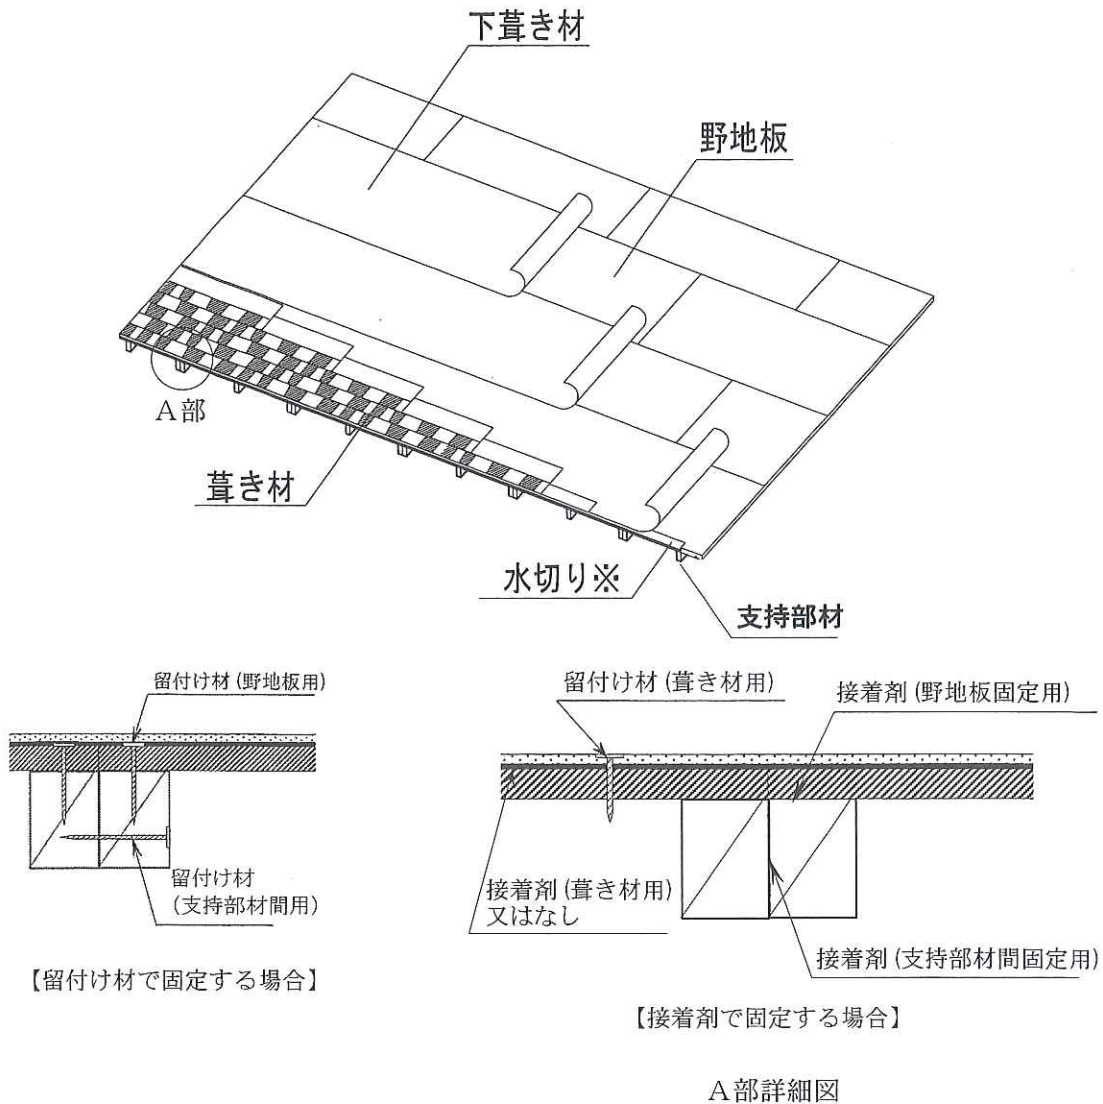 下葺き材
野地板
A部
葺き材
水切り※
支持部材
留付け材(野地板用)
留付け材
(支持部材間用)
【留付け材で固定する場合】
留付け材(葺き材用)
接着剤(野地板固定用)
接着剤(葺き材用)
又はなし
接着剤(支持部材間固定用)
【接着剤で固定する場合】
A部詳細図